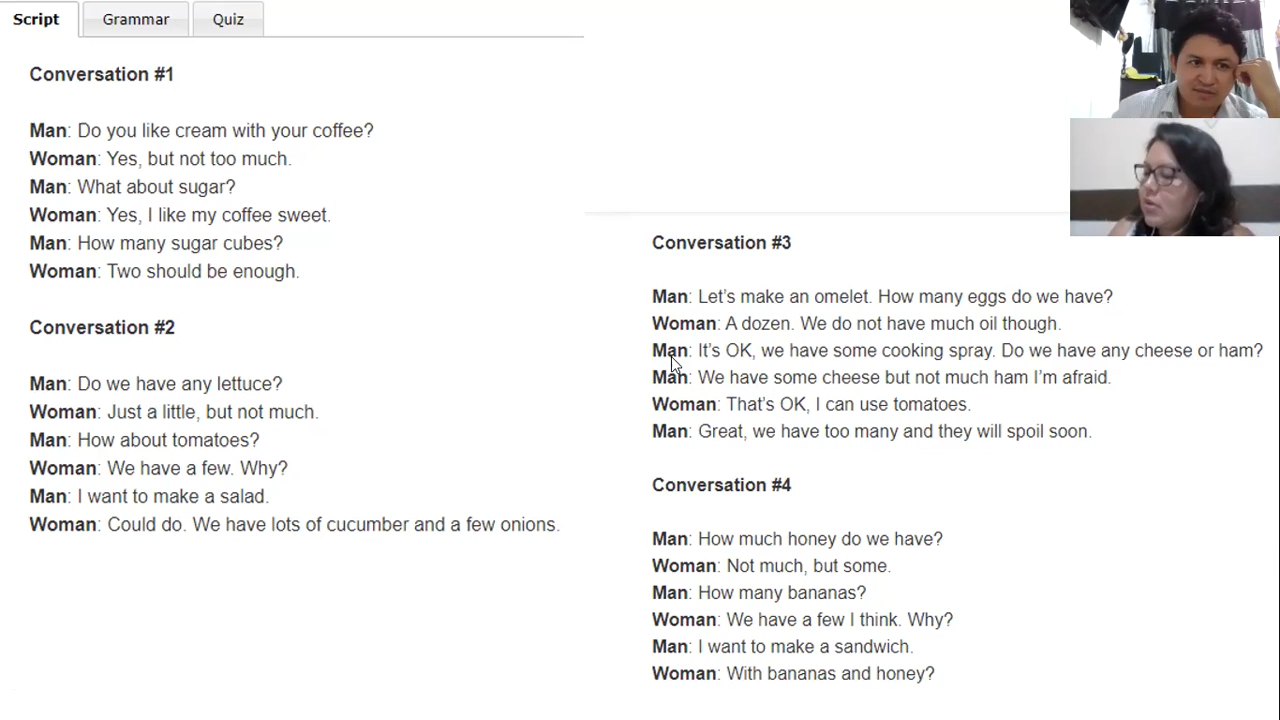 Script
Grammar
Quiz
Conversation #1
Man: Do you like cream with your coffee?
Woman: Yes, but not too much.
Man: What about sugar?
Woman: Yes, I like my coffee sweet.
Man: How many sugar cubes?
Woman: Two should be enough.
Conversation #2
Man: Do we have any lettuce?
Woman: Just a little, but not much.
Man: How about tomatoes?
Woman: We have a few. Why?
Man: I want to make a salad.
Woman: Could do. We have lots of cucumber and a few onions.
Conversation #3
Man: Let’s make an omelet. How many eggs do we have?
Woman: A dozen. We do not have much oil though.
Man: It’s OK, we have some cooking spray. Do we have any cheese or ham?
Man: We have some cheese but not much ham I’m afraid.
Woman: That’s OK, I can use tomatoes.
Man: Great, we have too many and they will spoil soon.
Conversation #4
Man: How much honey do we have?
Woman: Not much, but some.
Man: How many bananas?
Woman: We have a few I think. Why?
Man: I want to make a sandwich.
Woman: With bananas and honey?